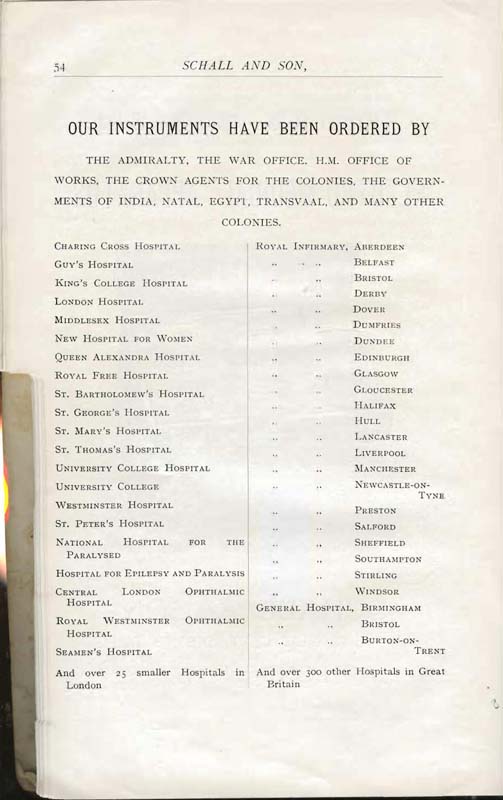 54 SCHALL AND SON,
OUR INSTRUMENTS HAVE BEEN ORDERED BY
THE ADMIRALTY, THE WAR OFFICE, H.M. OFFICE OF
WORKS, THE CROWN AGENTS FOR THE COLONIES, THE GOVERN-
MENTS OF INDIA, NATAL, EGYPT, TRANSVAAL, AND MANY OTHER
COLONIES.
CHARING CROSS HOSPITAL
GUY'S HOSPITAL
KING'S COLLEGE HOSPITAL
LONDON HOSPITAL
MIDDLESEX HOSPITAL
NEW HOSPITAL FOR WOMEN
QUEEN ALEXANDRA HOSPITAL
ROYAL FREE HOSPITAL
ST. BARTHOLOMEW'S HOSPITAL
ST. GEORGE'S HOSPITAL
ST. MARY'S HOSPITAL
ST. THOMAS'S HOSPITAL
UNIVERSITY COLLEGE HOSPITAL
UNIVERSITY COLLEGE
WESTMINSTER HOSPITAL
ST. PETER'S HOSPITAL
NATIONAL HOSPITAL FOR THE
PARALYSED
HOSPITAL FOR EPILEPSY AND PARALYSIS
CENTRAL LONDON OPHTHALMIC
HOSPITAL
ROYAL WESTMINSTER OPHTHALMIC
HOSPITAL
SEAMEN'S HOSPITAL
And over 25 smaller Hospitals in
London
ROYAL INFIRMARY, ABERDEEN
„ „ BELFAST
„ „ BRISTOL
„ „ DERBY
„ „ DOVER
„ „ DUMFRIES
„ „ DUNDEE
„ „ EDINBURGH
„ „ GLASGOW
„ „ GLOUCESTER
„ „ HALIFAX
„ „ HULL
„ „ LANCASTER
„ „ LIVERPOOL
„ „ MANCHESTER
„ „ NEWCASTLE-ON-
TYNE
„ „ PRESTON
„ „ SALFORD
„ „ SHEFFIELD
„ „ SOUTHAMPTON
„ „ STIRLING
„ „ WINDSOR
GENERAL HOSPITAL, BIRMINGHAM
„ „ BRISTOL
„ „ BURTON-ON-
TRENT
And over 300 other Hospitals in Great
Britain